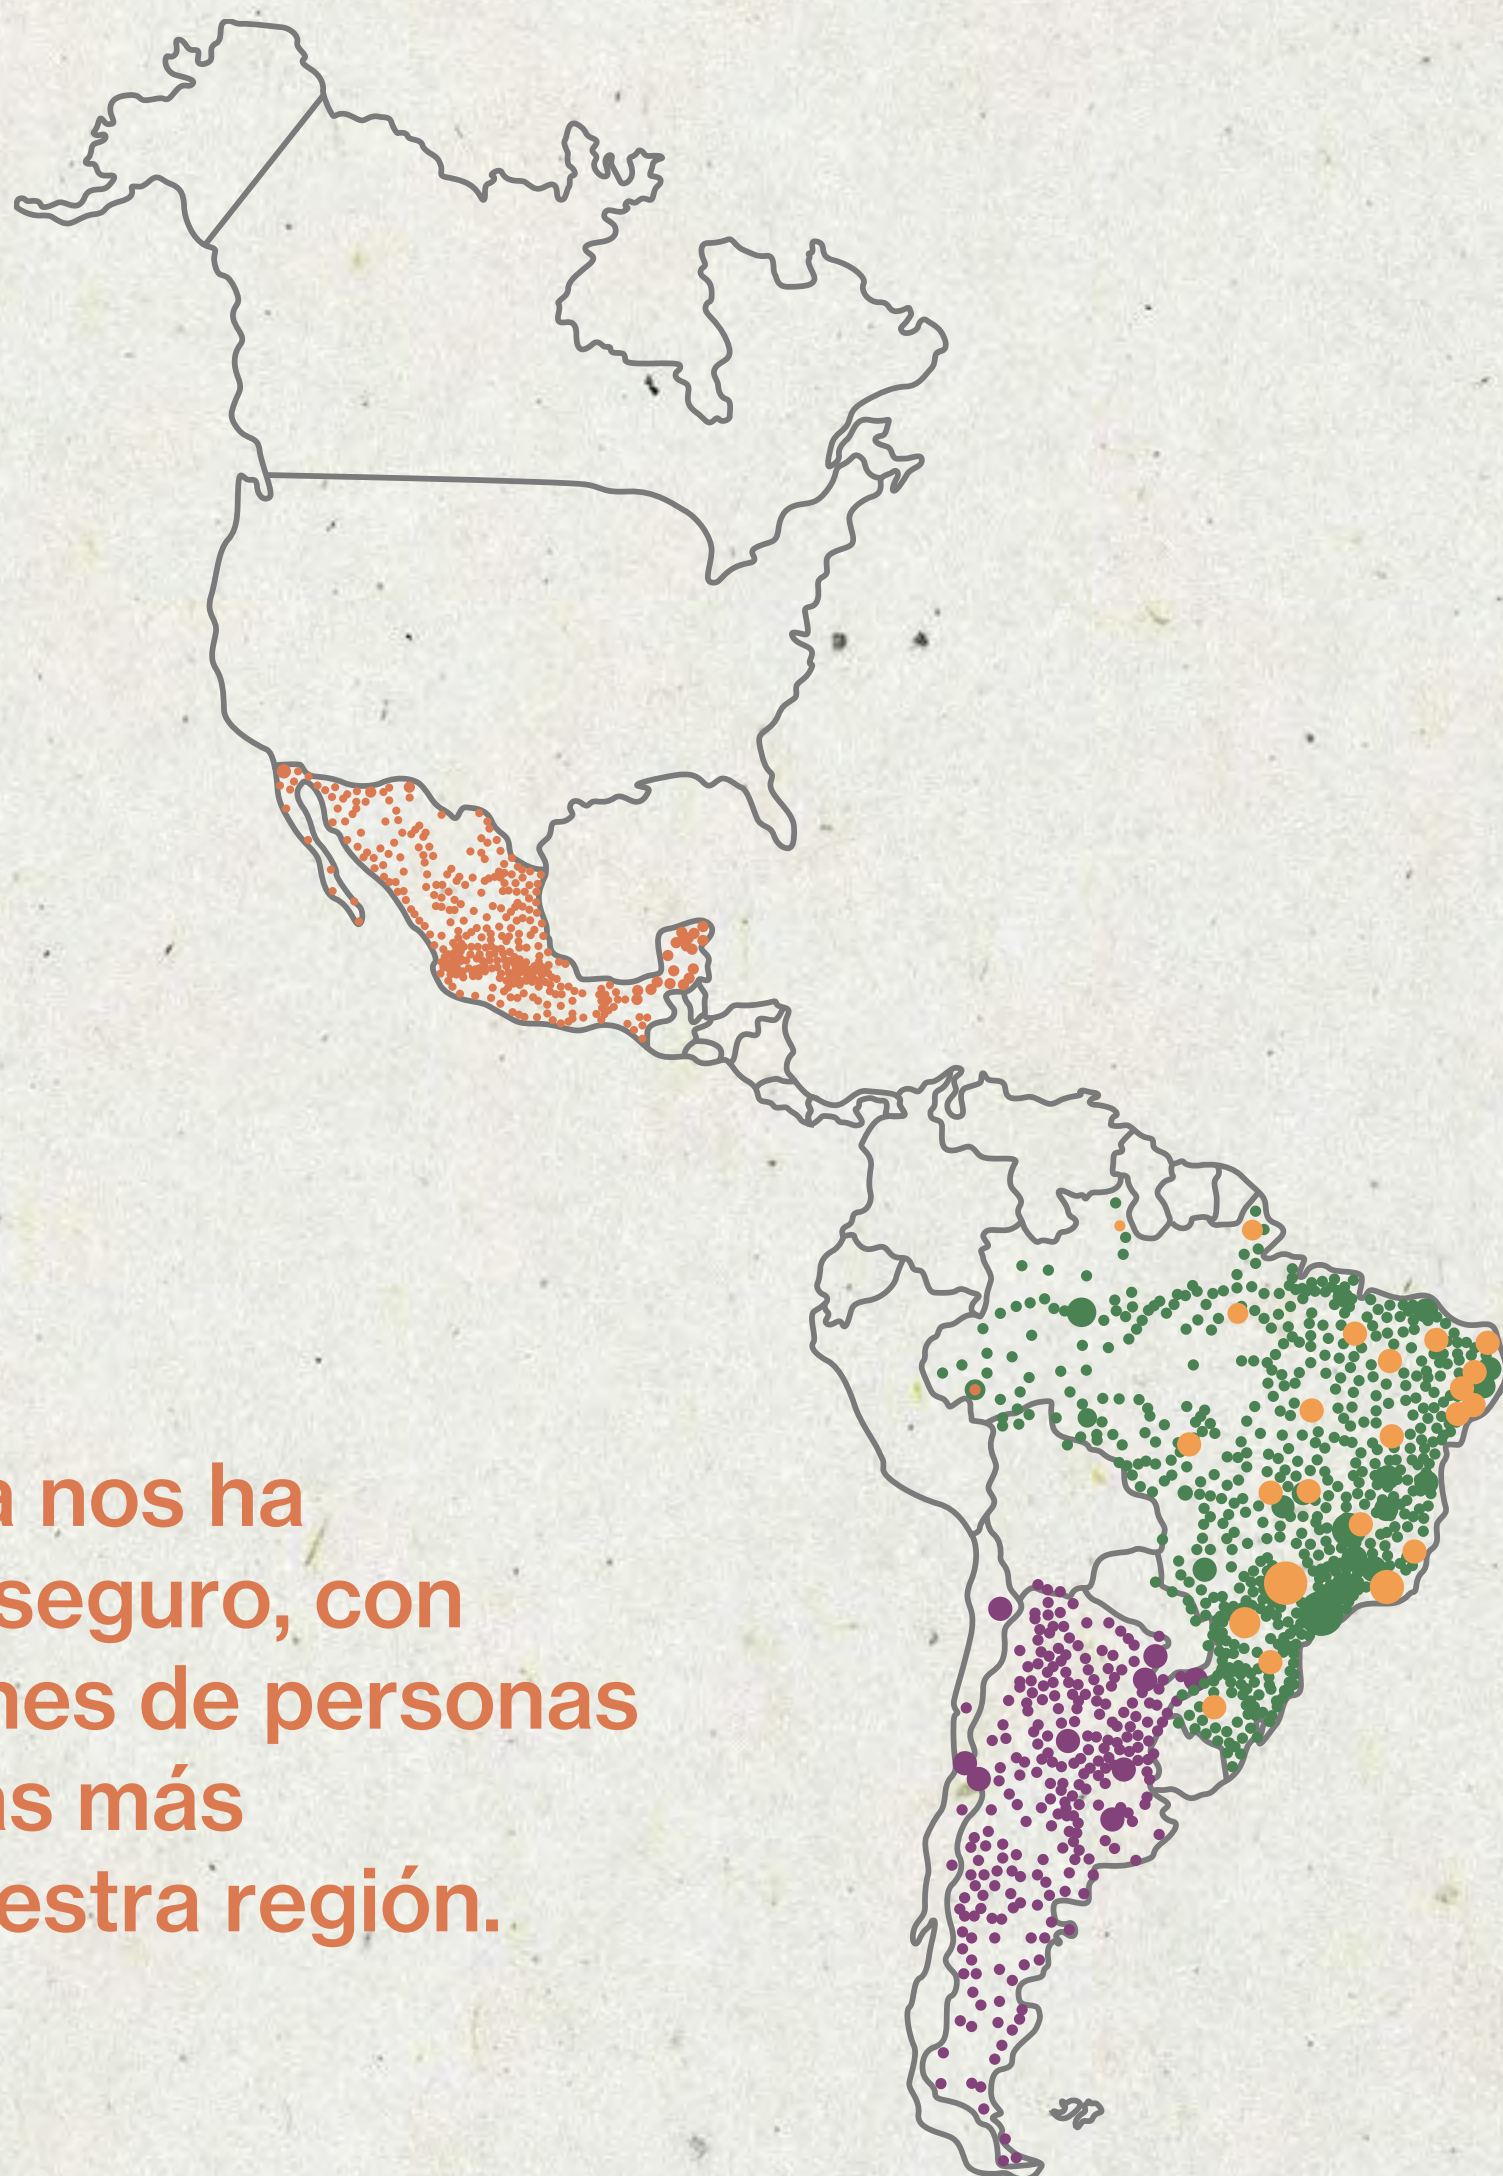 a nos ha
seguro, con
nes de personas
as más
estra región.